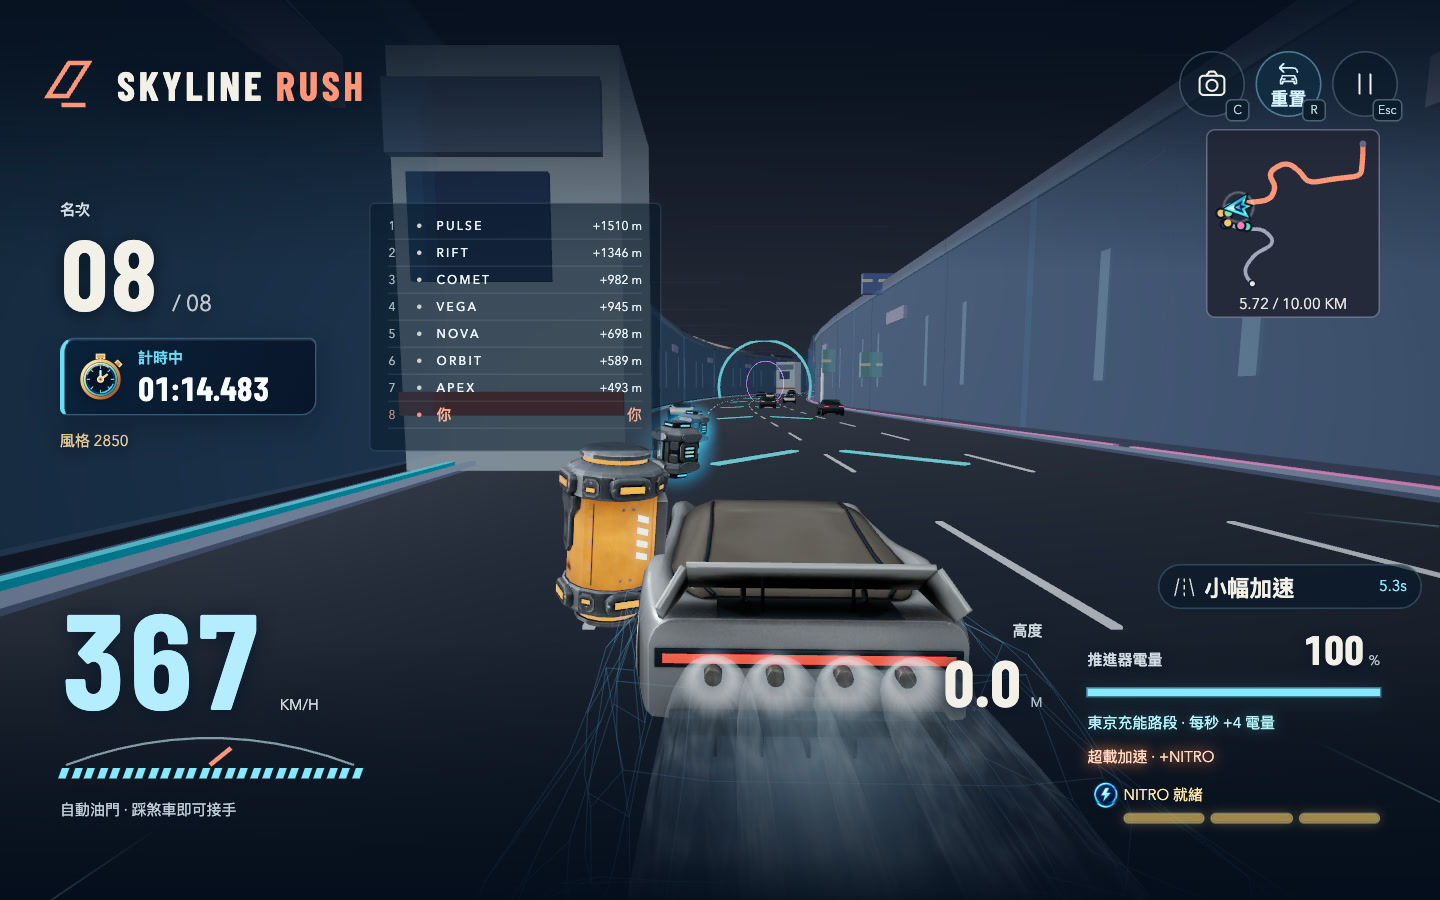 SKYLINE RUSH
C
重置
R
Esc
5.72 / 10.00 KM
名次
08 / 08
計時中
01:14.483
風格 2850
1 • PULSE +1510 m
2 • RIFT +1346 m
3 • COMET +982 m
4 • VEGA +945 m
5 • NOVA +698 m
6 • ORBIT +589 m
7 • APEX +493 m
8 • 你 你
小幅加速 5.3s
367 KM/H
自動油門 · 踩煞車即可接手
高度
0.0 M
推進器電量 100 %
東京充能路段 · 每秒 +4 電量
超載加速 · +NITRO
NITRO 就緒